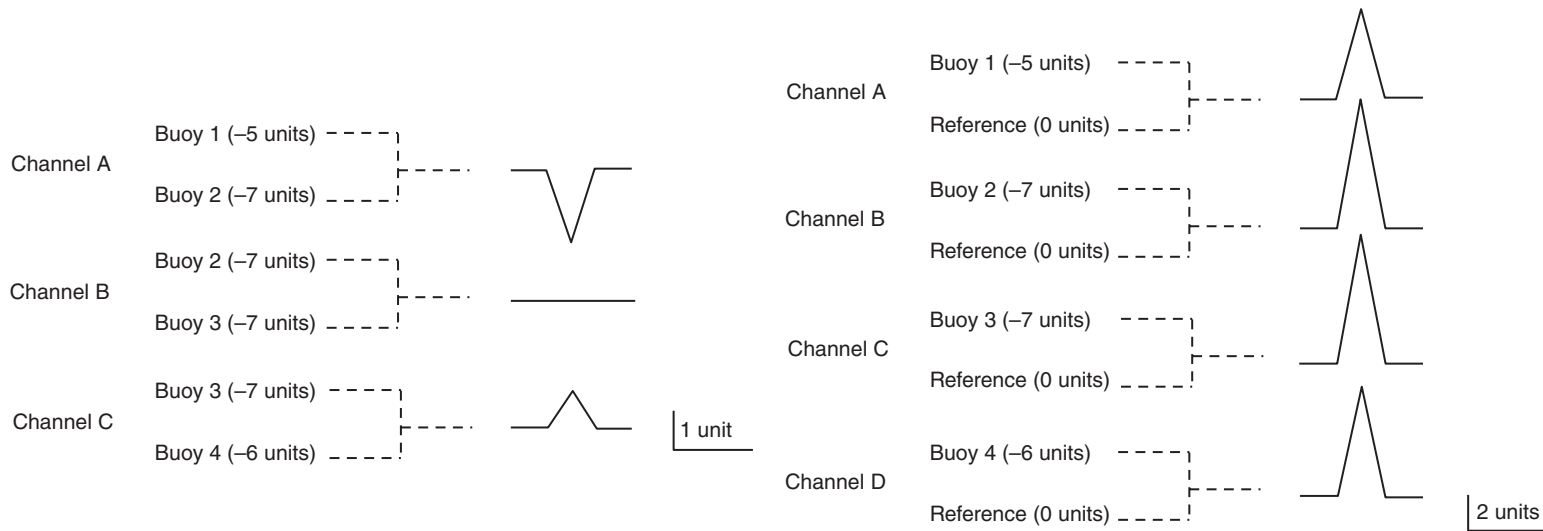 Channel A
Buoy 1 (–5 units)
Buoy 2 (–7 units)
Channel B
Buoy 2 (–7 units)
Buoy 3 (–7 units)
Channel C
Buoy 3 (–7 units)
Buoy 4 (–6 units)
1 unit
Channel A
Buoy 1 (–5 units)
Reference (0 units)
Channel B
Buoy 2 (–7 units)
Reference (0 units)
Channel C
Buoy 3 (–7 units)
Reference (0 units)
Channel D
Buoy 4 (–6 units)
Reference (0 units)
2 units